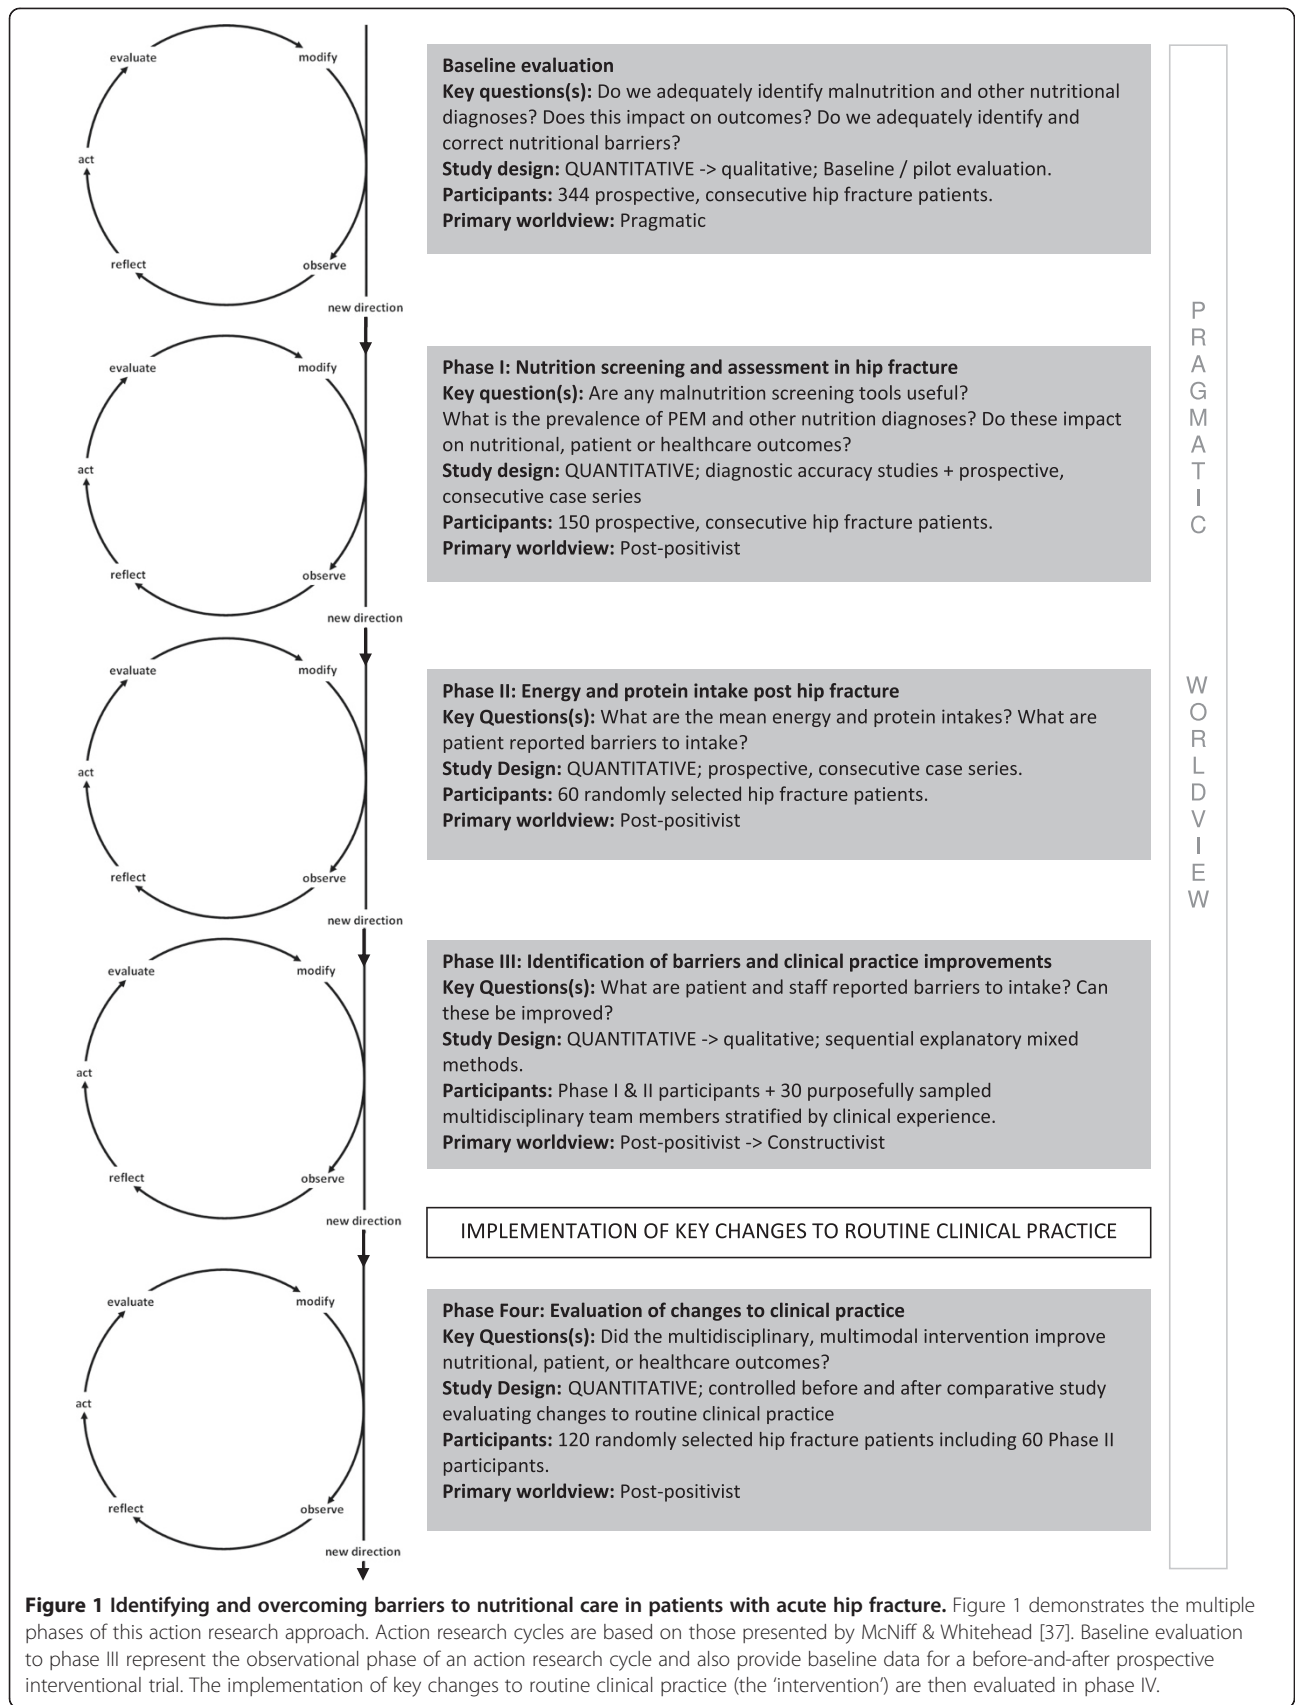 evaluate
modify
act
reflect
observe
new direction
Baseline evaluation
Key questions(s): Do we adequately identify malnutrition and other nutritional
diagnoses? Does this impact on outcomes? Do we adequately identify and
correct nutritional barriers?
Study design: QUANTITATIVE -> qualitative; Baseline / pilot evaluation.
Participants: 344 prospective, consecutive hip fracture patients.
Primary worldview: Pragmatic
evaluate
modify
act
reflect
observe
new direction
Phase I: Nutrition screening and assessment in hip fracture
Key question(s): Are any malnutrition screening tools useful?
What is the prevalence of PEM and other nutrition diagnoses? Do these impact
on nutritional, patient or healthcare outcomes?
Study design: QUANTITATIVE; diagnostic accuracy studies + prospective,
consecutive case series
Participants: 150 prospective, consecutive hip fracture patients.
Primary worldview: Post-positivist
evaluate
modify
act
reflect
observe
new direction
Phase II: Energy and protein intake post hip fracture
Key Questions(s): What are the mean energy and protein intakes? What are
patient reported barriers to intake?
Study Design: QUANTITATIVE; prospective, consecutive case series.
Participants: 60 randomly selected hip fracture patients.
Primary worldview: Post-positivist
evaluate
modify
act
reflect
observe
new direction
Phase III: Identification of barriers and clinical practice improvements
Key Questions(s): What are patient and staff reported barriers to intake? Can
these be improved?
Study Design: QUANTITATIVE -> qualitative; sequential explanatory mixed
methods.
Participants: Phase I & II participants + 30 purposefully sampled
multidisciplinary team members stratified by clinical experience.
Primary worldview: Post-positivist -> Constructivist
IMPLEMENTATION OF KEY CHANGES TO ROUTINE CLINICAL PRACTICE
evaluate
modify
act
reflect
observe
new direction
Phase Four: Evaluation of changes to clinical practice
Key Questions(s): Did the multidisciplinary, multimodal intervention improve
nutritional, patient, or healthcare outcomes?
Study Design: QUANTITATIVE; controlled before and after comparative study
evaluating changes to routine clinical practice
Participants: 120 randomly selected hip fracture patients including 60 Phase II
participants.
Primary worldview: Post-positivist
PRAGMATIC WORLDVIEW
Figure 1 Identifying and overcoming barriers to nutritional care in patients with acute hip fracture. Figure 1 demonstrates the multiple
phases of this action research approach. Action research cycles are based on those presented by McNiff & Whitehead [37]. Baseline evaluation
to phase III represent the observational phase of an action research cycle and also provide baseline data for a before-and-after prospective
interventional trial. The implementation of key changes to routine clinical practice (the ‘intervention’) are then evaluated in phase IV.